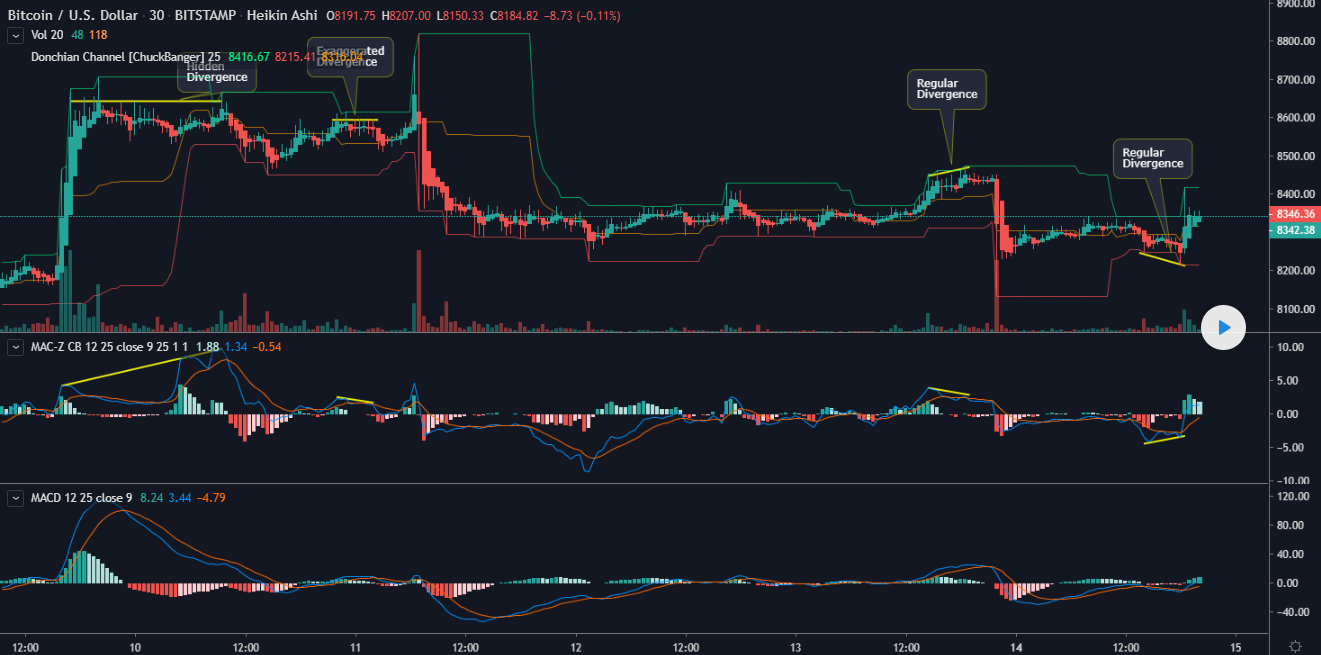 Bitcoin / U.S. Dollar · 30 · BITSTAMP · Heikin Ashi O8191.75 H8207.00 L8150.33 C8184.82 −8.73 (−0.11%)
Vol 20 48 118
Donchian Channel [ChuckBanger] 25 8416.67 8215.41 8316.04
Hidden
Divergence
Exaggerated
Divergence
Regular
Divergence
Regular
Divergence
8900.00
8800.00
8700.00
8600.00
8500.00
8400.00
8346.36
8342.38
8200.00
8100.00
MAC-Z CB 12 25 close 9 25 1 1 1.88 1.34 −0.54
10.00
5.00
0.00
−5.00
−10.00
MACD 12 25 close 9 8.24 3.44 −4.79
120.00
80.00
40.00
0.00
−40.00
12:00 10 12:00 11 12:00 12 12:00 13 12:00 14 12:00 15